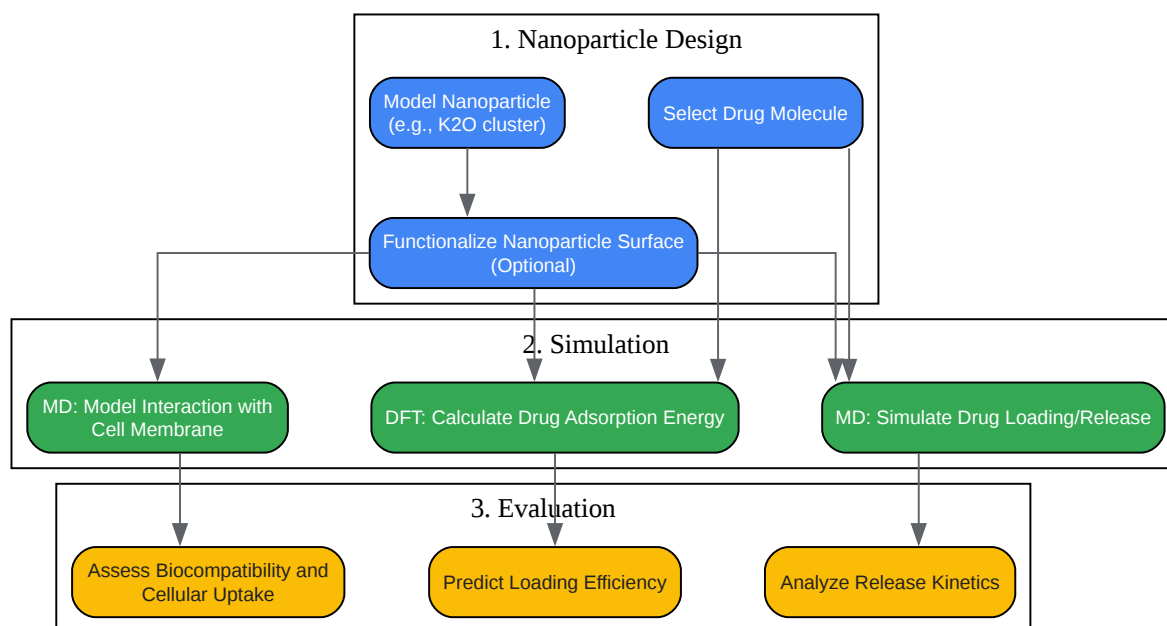 1. Nanoparticle Design
Model Nanoparticle
(e.g., K2O cluster)
Select Drug Molecule
Functionalize Nanoparticle Surface
(Optional)
2. Simulation
MD: Model Interaction with
Cell Membrane
DFT: Calculate Drug Adsorption Energy
MD: Simulate Drug Loading/Release
3. Evaluation
Assess Biocompatibility and
Cellular Uptake
Predict Loading Efficiency
Analyze Release Kinetics